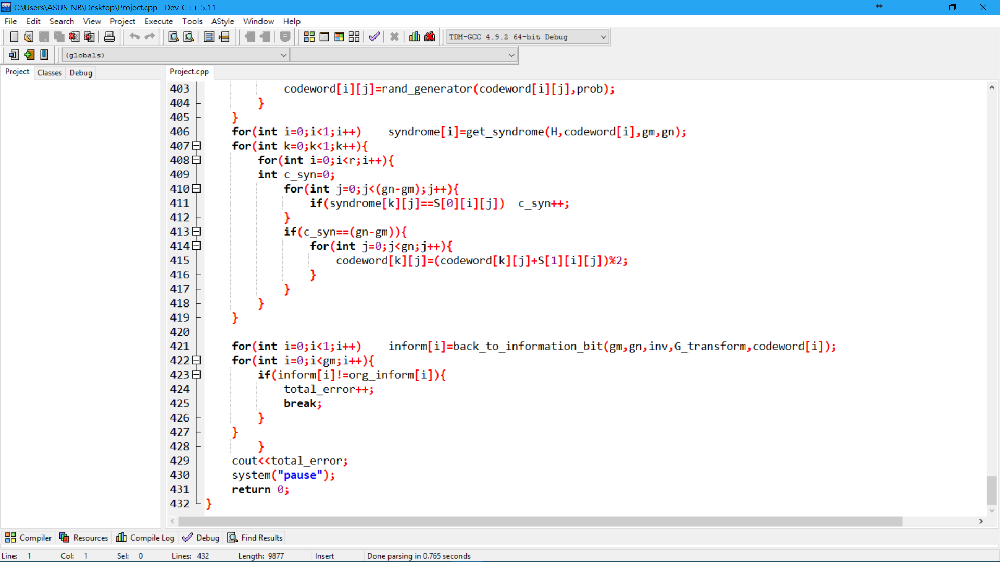 C:\Users\ASUS-NB\Desktop\Project.cpp - Dev-C++ 5.11
File Edit Search View Project Execute Tools AStyle Window Help
TDM-GCC 4.9.2 64-bit Debug
(globals)
Project Classes Debug
Project.cpp
403 codeword[i][j]=rand_generator(codeword[i][j],prob);
404 }
405 }
406 for(int i=0;i<1;i++) syndrome[i]=get_syndrome(H,codeword[i],gm,gn);
407 for(int k=0;k<1;k++){
408 for(int i=0;i<r;i++){
409 int c_syn=0;
410 for(int j=0;j<(gn-gm);j++){
411 if(syndrome[k][j]==S[0][i][j]) c_syn++;
412 }
413 if(c_syn==(gn-gm)){
414 for(int j=0;j<gn;j++){
415 codeword[k][j]=(codeword[k][j]+S[1][i][j])%2;
416 }
417 }
418 }
419 }
420
421 for(int i=0;i<1;i++) inform[i]=back_to_information_bit(gm,gn,inv,G_transform,codeword[i]);
422 for(int i=0;i<gm;i++){
423 if(inform[i]!=org_inform[i]){
424 total_error++;
425 break;
426 }
427 }
428 }
429 cout<<total_error;
430 system("pause");
431 return 0;
432 }
Compiler Resources Compile Log Debug Find Results
Line: 1 Col: 1 Sel: 0 Lines: 432 Length: 9877 Insert Done parsing in 0.765 seconds